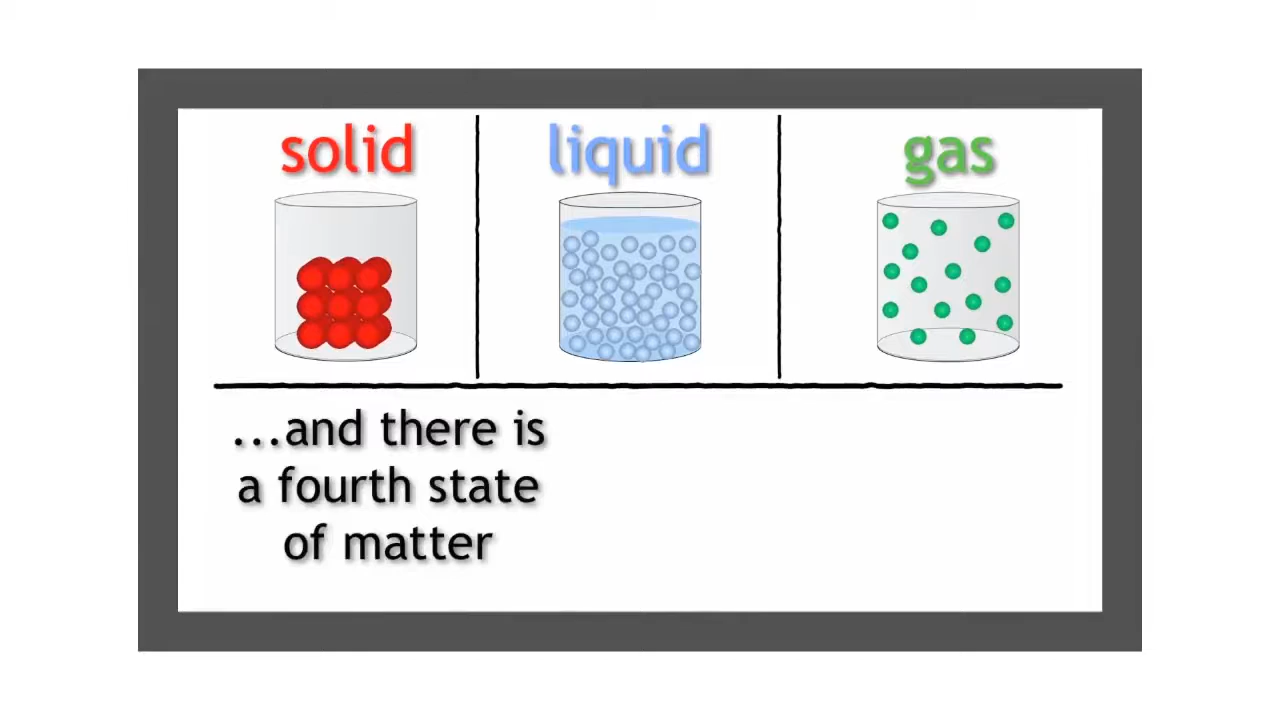 solid
liquid
gas
...and there is
a fourth state
of matter